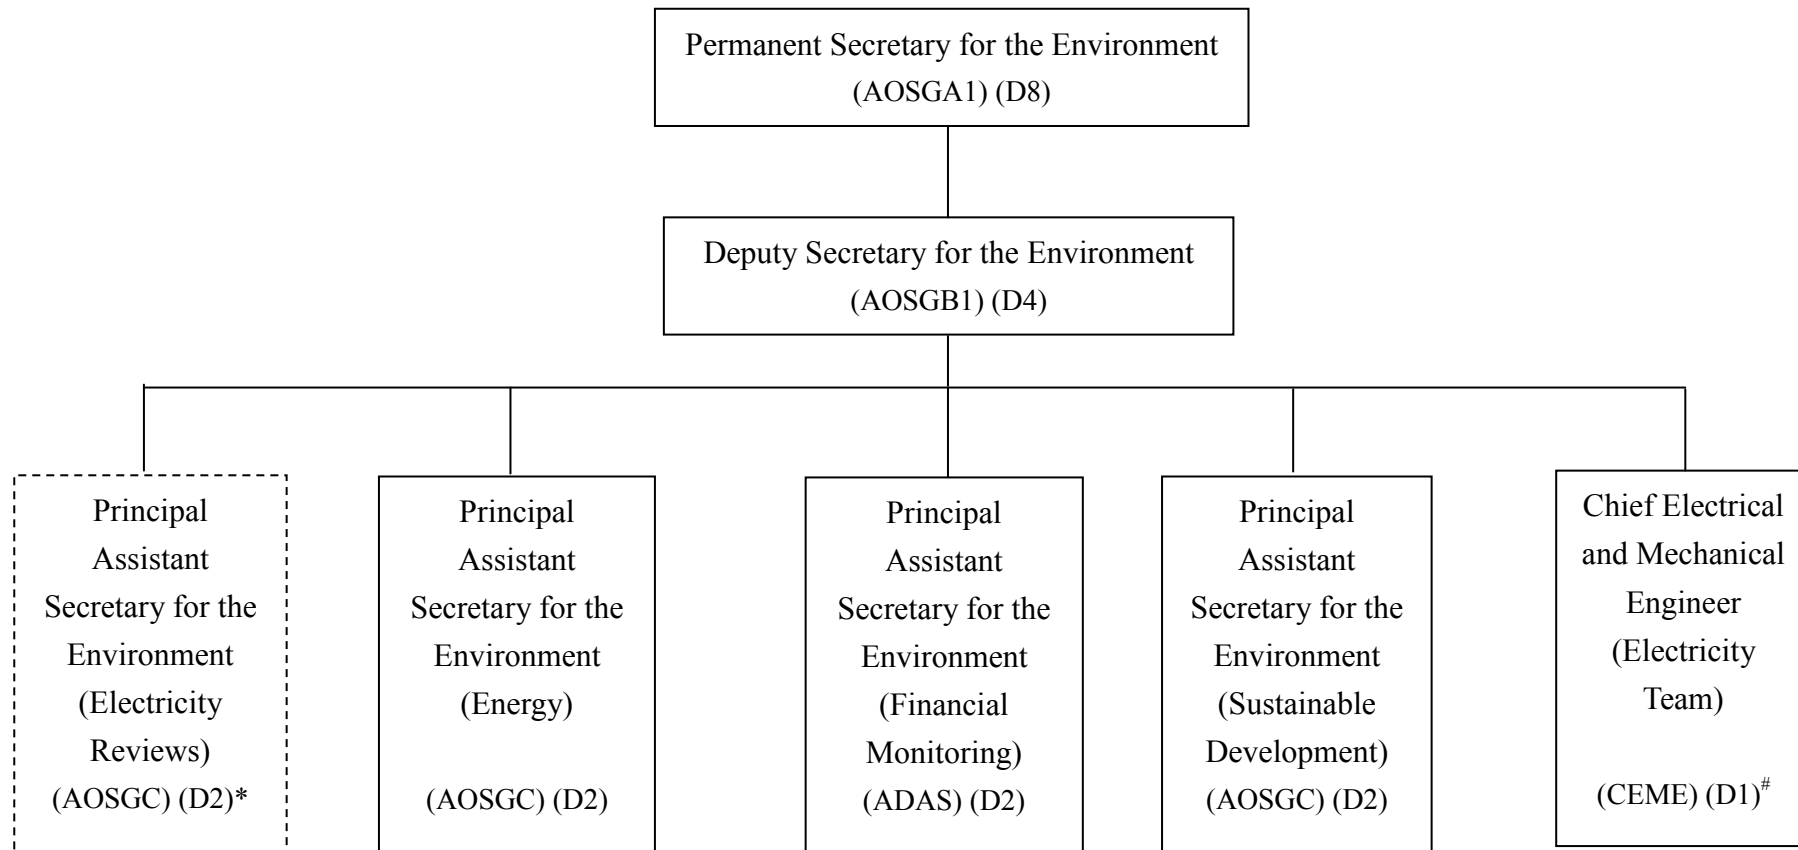 Permanent Secretary for the Environment
(AOSGA1) (D8)
Deputy Secretary for the Environment
(AOSGB1) (D4)
Principal
Assistant
Secretary for the
Environment
(Electricity
Reviews)
(AOSGC) (D2)*
Principal
Assistant
Secretary for the
Environment
(Energy)
(AOSGC) (D2)
Principal
Assistant
Secretary for the
Environment
(Financial
Monitoring)
(ADAS) (D2)
Principal
Assistant
Secretary for the
Environment
(Sustainable
Development)
(AOSGC) (D2)
Chief Electrical
and Mechanical
Engineer
(Electricity
Team)
(CEME) (D1)#